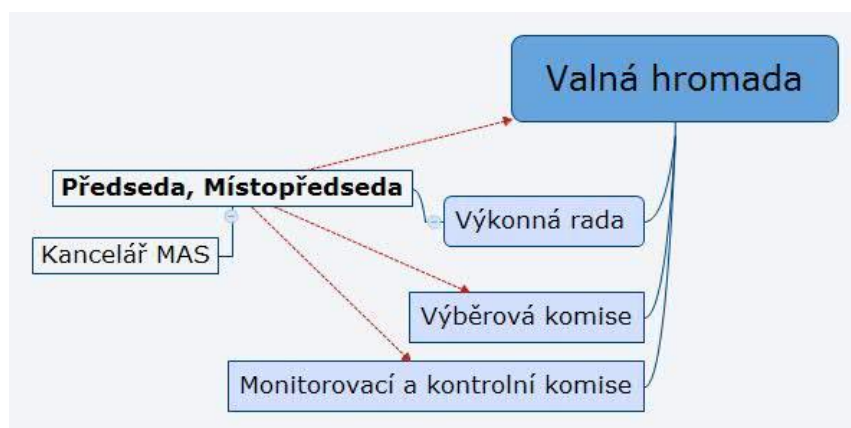 Valná hromada
Předseda, Místopředseda
Výkonná rada
Kancelář MAS
Výběrová komise
Monitorovací a kontrolní komise